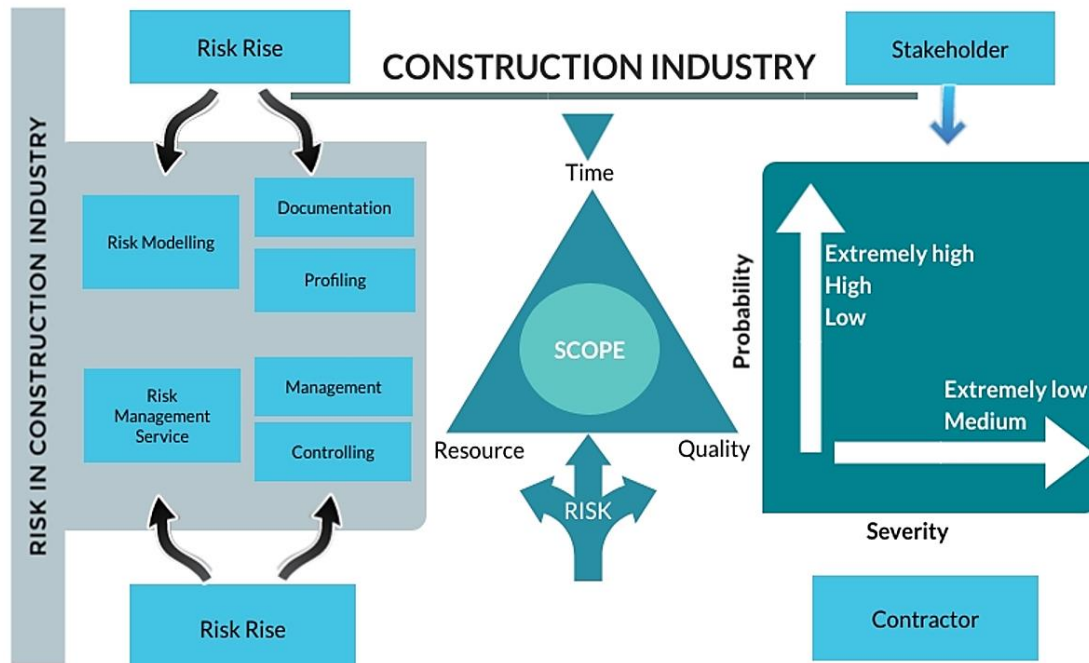 RISK IN CONSTRUCTION INDUSTRY
Risk Rise
CONSTRUCTION INDUSTRY
Stakeholder
Risk Modelling
Documentation
Profiling
Risk
Management
Service
Management
Controlling
Risk Rise
Time
SCOPE
Resource
Quality
RISK
Probability
Extremely high
High
Low
Extremely low
Medium
Severity
Contractor